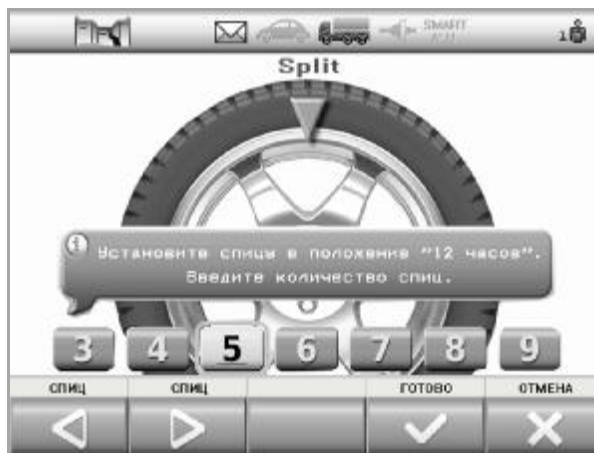 SMART
1
Split
Установите спицы в положения "12 часов".
Введите количество спиц.
3 4 5 6 7 8 9
СПИЦ СПИЦ ГОТОВО ОТМЕНА